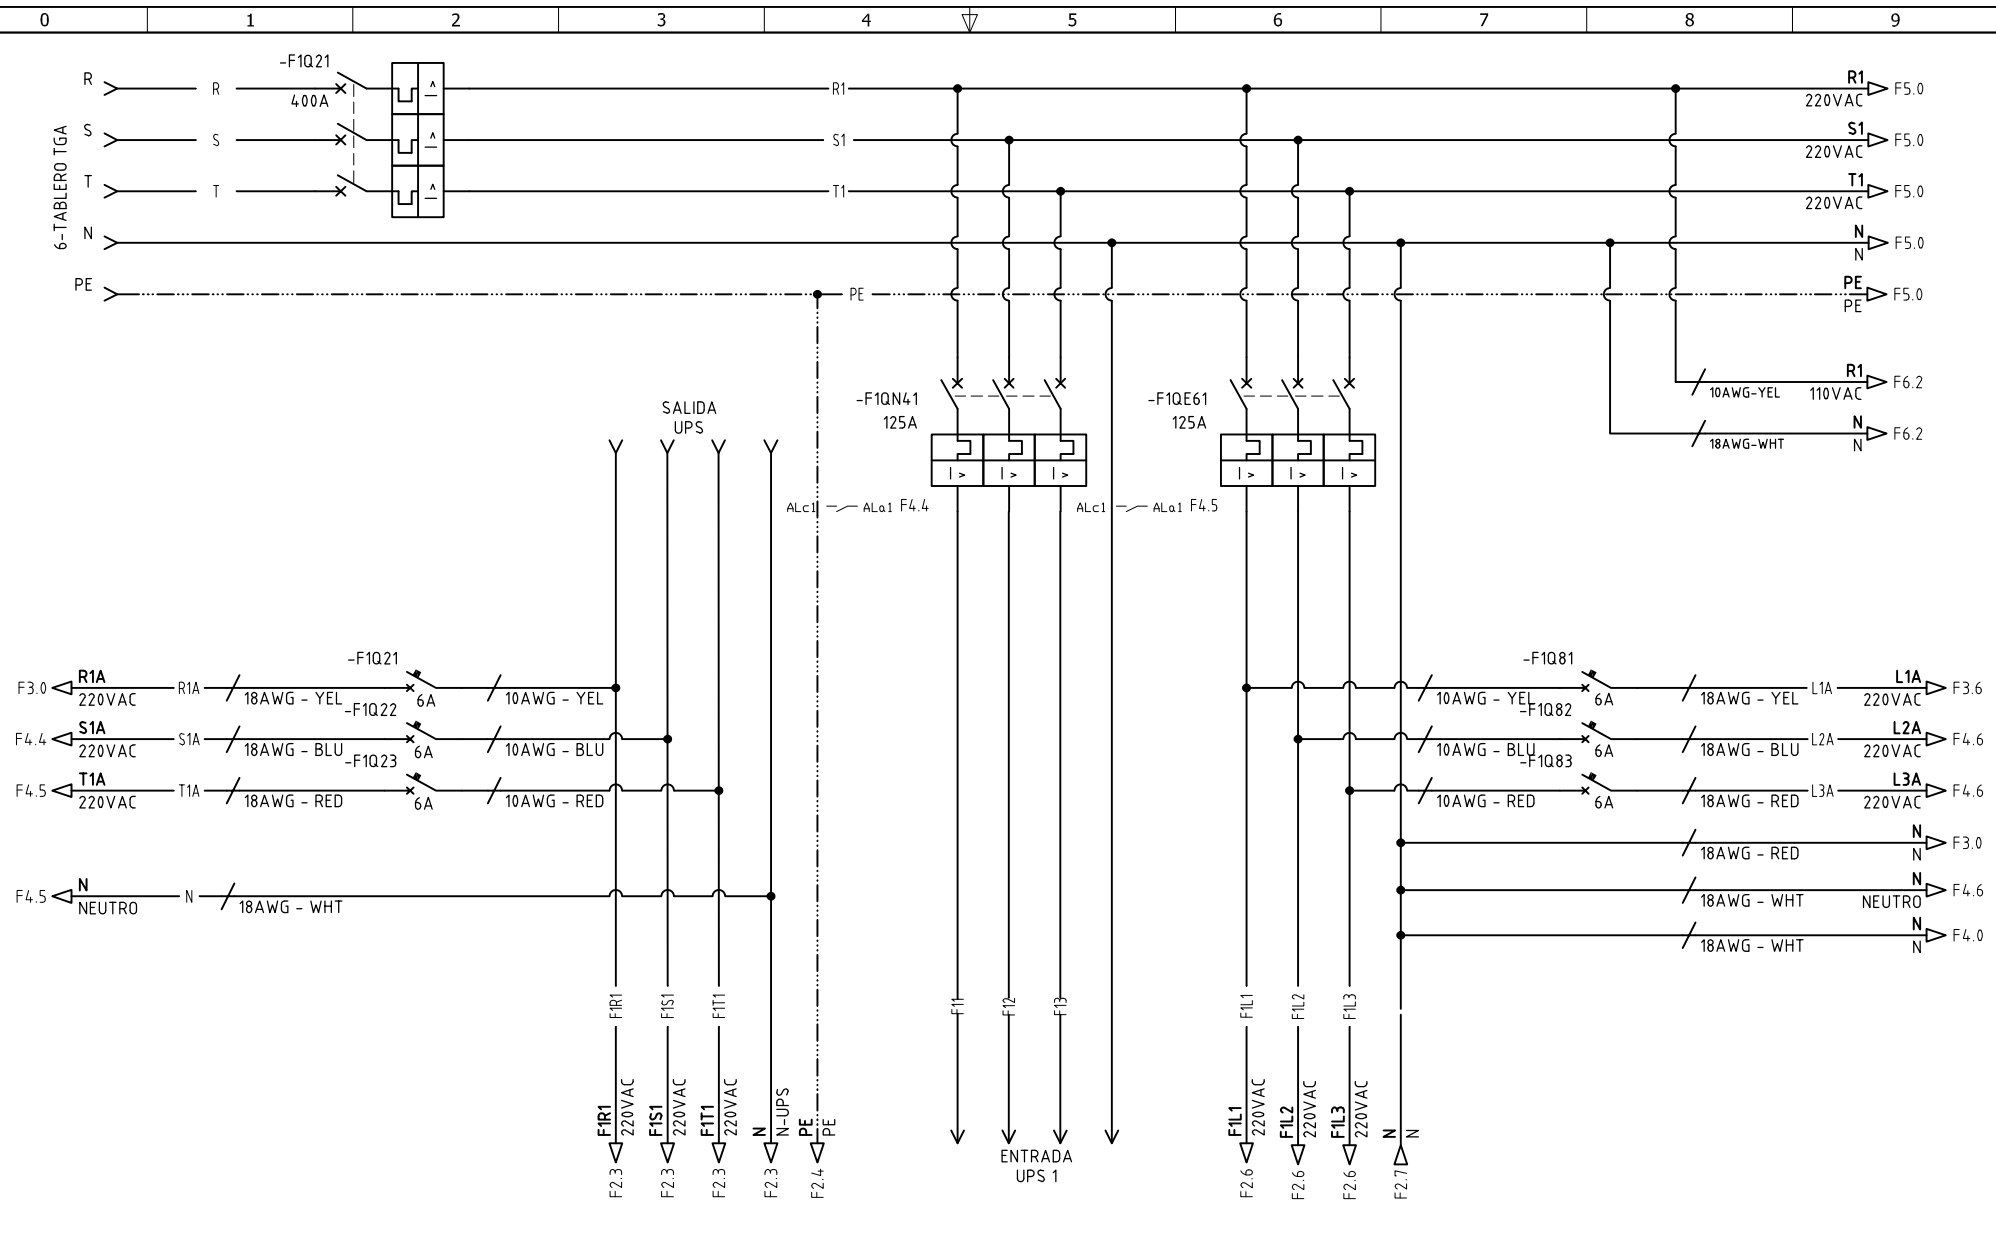 0 1 2 3 4 5 6 7 8 9
-F1Q21
400A
6-TABLERO TGA
R R R1 R1 F5.0
220VAC
S S S1 S1 F5.0
220VAC
T T T1 T1 F5.0
220VAC
N N F5.0
N
PE PE PE F5.0
PE
R1 F6.2
10AWG-YEL 110VAC
N F6.2
18AWG-WHT N
SALIDA
UPS
-F1QN41
125A
I > I > I >
ALc1 ALa1 F4.4
-F1QE61
125A
I > I > I >
ALc1 ALa1 F4.5
-F1Q21
F3.0 R1A R1A
220VAC 18AWG - YEL 6A 10AWG - YEL
-F1Q22
F4.4 S1A S1A
220VAC 18AWG - BLU 6A 10AWG - BLU
-F1Q23
F4.5 T1A T1A
220VAC 18AWG - RED 6A 10AWG - RED
F4.5 N N
NEUTRO 18AWG - WHT
-F1Q81
L1A L1A F3.6
10AWG - YEL 6A 18AWG - YEL 220VAC
-F1Q82
L2A L2A F4.6
10AWG - BLU 6A 18AWG - BLU 220VAC
-F1Q83
L3A L3A F4.6
10AWG - RED 6A 18AWG - RED 220VAC
N F3.0
18AWG - RED N
N F4.6
18AWG - WHT NEUTRO
N F4.0
18AWG - WHT N
F1R1 F1S1 F1T1 F11 F12 F13 F1L1 F1L2 F1L3
F1R1 220VAC F2.3
F1S1 220VAC F2.3
F1T1 220VAC F2.3
N N-UPS F2.3
PE PE F2.4
ENTRADA
UPS 1
F1L1 220VAC F2.6
F1L2 220VAC F2.6
F1L3 220VAC F2.6
N N F2.7